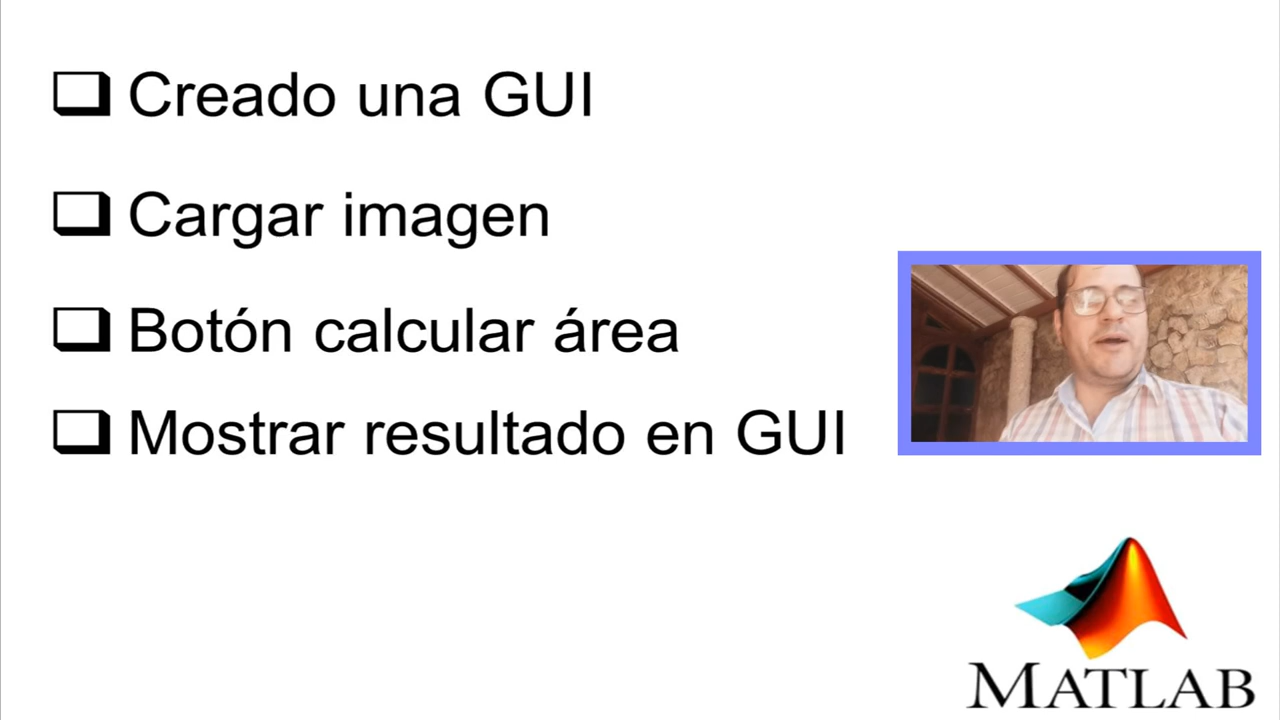 Creado una GUI
Cargar imagen
Botón calcular área
Mostrar resultado en GUI
MATLAB